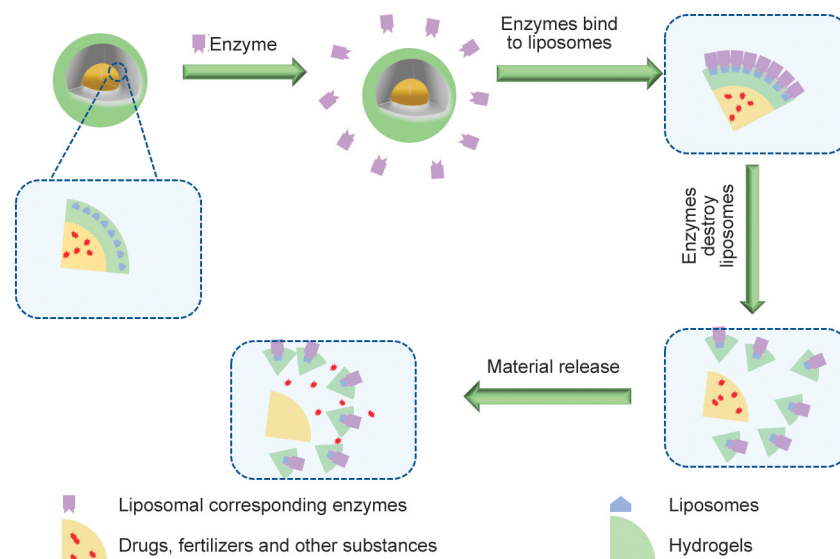 Enzyme
Enzymes bind
to liposomes
Enzymes
destroy
liposomes
Material release
Liposomal corresponding enzymes
Liposomes
Drugs, fertilizers and other substances
Hydrogels